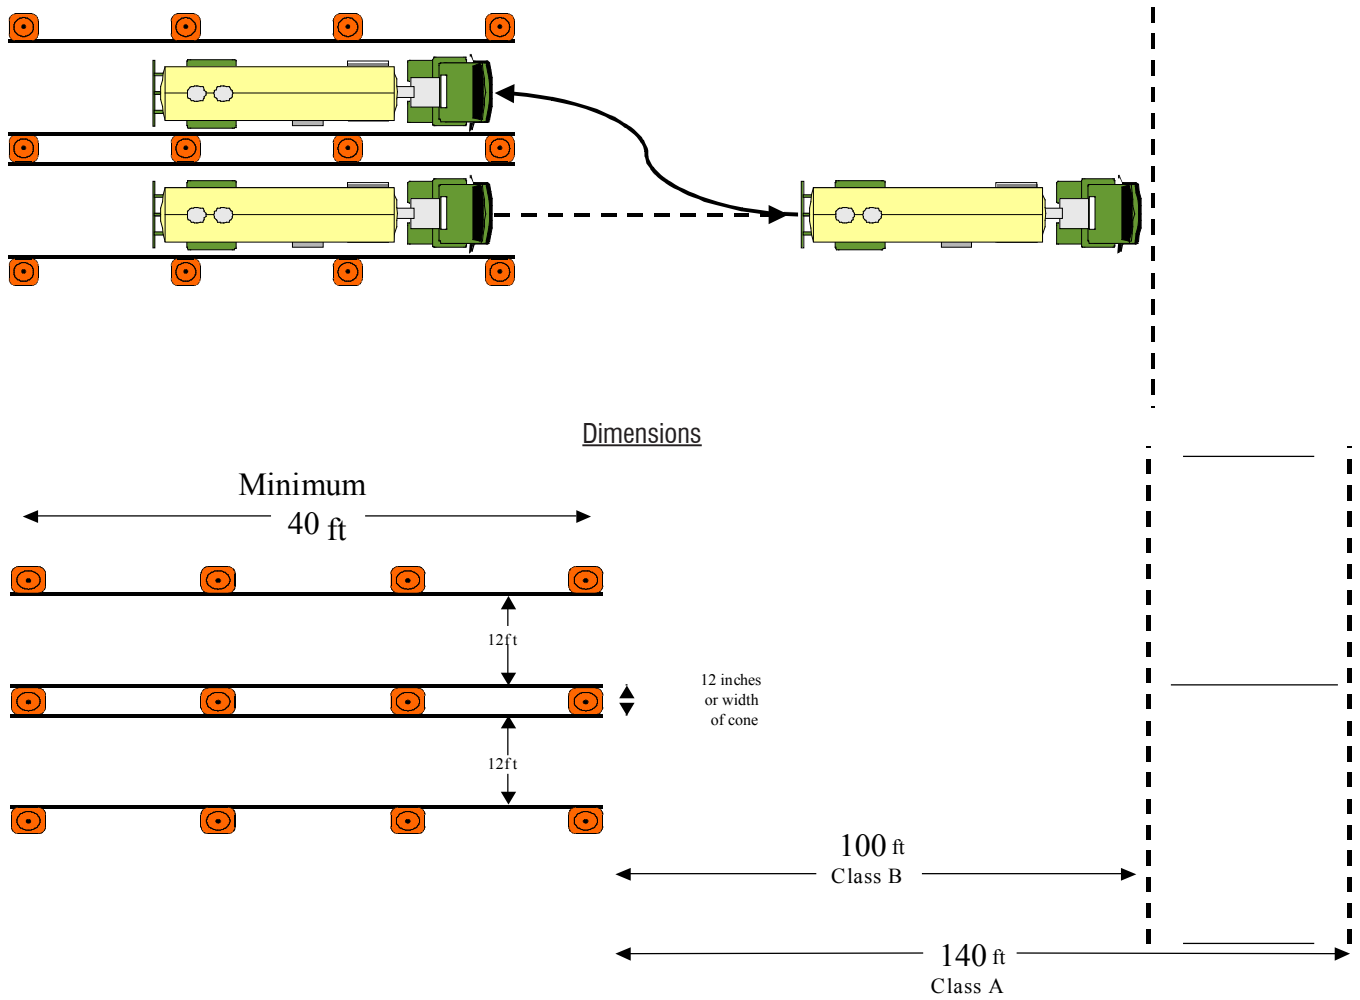 Dimensions
Minimum
40 ft
12ft
12 inches
or width
of cone
12ft
100 ft
Class B
140 ft
Class A